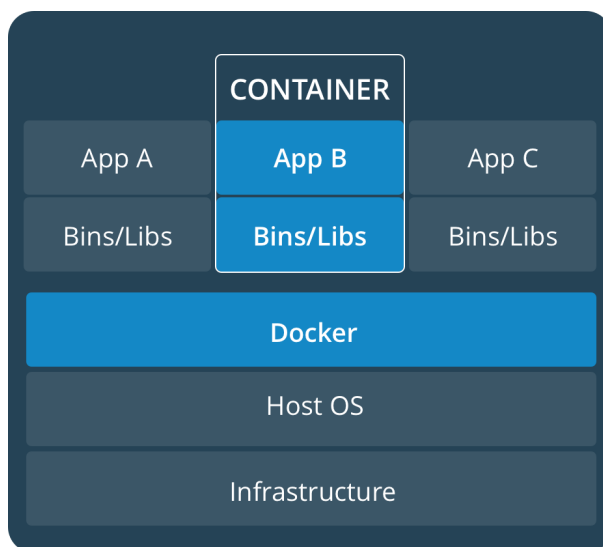 CONTAINER
App A
App B
App C
Bins/Libs
Bins/Libs
Bins/Libs
Docker
Host OS
Infrastructure